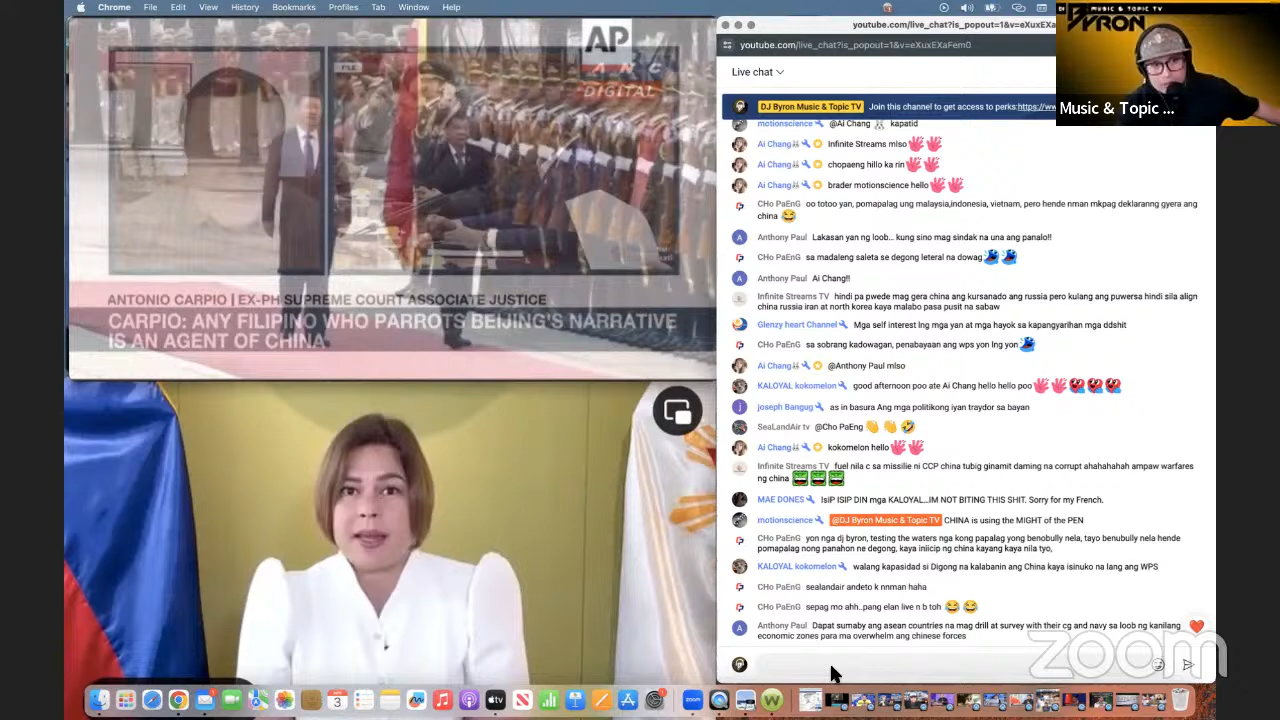 Chrome File Edit View History Bookmarks Profiles Tab Window Help
AP
ANC
DIGITAL
FILE
ANTONIO CARPIO | EX-PH SUPREME COURT ASSOCIATE JUSTICE
CARPIO: ANY FILIPINO WHO PARROTS BEIJING'S NARRATIVE
IS AN AGENT OF CHINA
youtube.com/live_chat?is_popout=1&v=eXuxEXa
youtube.com/live_chat?is_popout=1&v=eXuxEXaFem0
Live chat
DJ Byron Music & Topic TV Join this channel to get access to perks:https://ww
motionscience @Ai Chang kapatid
Ai Chang Infinite Streams mlso
Ai Chang chopaeng hillo ka rin
Ai Chang brader motionscience hello
CHo PaEnG oo totoo yan, pomapalag ung malaysia,indonesia, vietnam, pero hende nman mkpag deklaranng gyera ang
china 😂
Anthony Paul Lakasan yan ng loob... kung sino mag sindak na una ang panalo!!
CHo PaEnG sa madaleng saleta se degong leteral na dowag
Anthony Paul Ai Chang!!
Infinite Streams TV hindi pa pwede mag gera china ang kursanado ang russia pero kulang ang puwersa hindi sila align
china russia iran at north korea kaya malabo pasa pusit na sabaw
Glenzy heart Channel Mga self interest lng mga yan at mga hayok sa kapangyarihan mga ddshit
CHo PaEnG sa sobrang kadowagan, penabayaan ang wps yon lng yon
Ai Chang @Anthony Paul mlso
KALOYAL kokomelon good afternoon poo ate Ai Chang hello hello poo
joseph Bangug as in basura Ang mga politikong iyan traydor sa bayan
SeaLandAir tv @Cho PaEng 👏 👏 🤣
Ai Chang kokomelon hello
Infinite Streams TV fuel nila c sa missilie ni CCP china tubig ginamit daming na corrupt ahahahahah ampaw warfares
ng china
MAE DONES IsiP ISIP DIN mga KALOYAL...IM NOT BITING THIS SHIT. Sorry for my French.
motionscience @DJ Byron Music & Topic TV CHINA is using the MIGHT of the PEN
CHo PaEnG yon nga dj byron, testing the waters nga kong papalag yong benobully nela, tayo benubully nela hende
pomapalag nong panahon ne degong, kaya iniicip ng china kayang kaya nila tyo,
KALOYAL kokomelon walang kapasidad si Digong na kalabanin ang China kaya isinuko na lang ang WPS
CHo PaEnG sealandair andeto k nnman haha
CHo PaEnG sepag mo ahh..pang elan live n b toh 😂 😂
Anthony Paul Dapat sumaby ang asean countries na mag drill at survey with their cg and navy sa loob ng kanilang
economic zones para ma overwhelm ang chinese forces
MUSIC & TOPIC TV
BYRON
Music & Topic ...
zoom